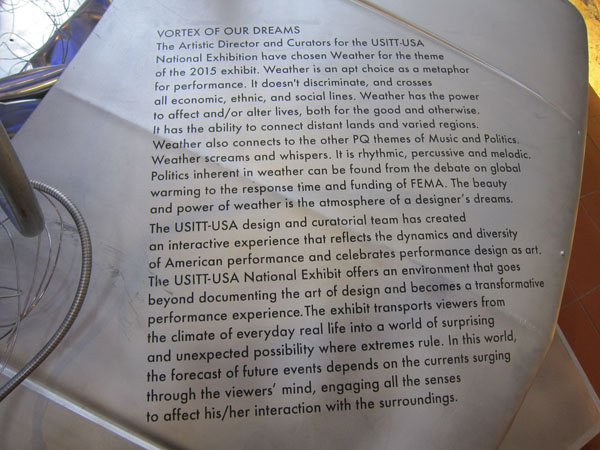 VORTEX OF OUR DREAMS
The Artistic Director and Curators for the USITT-USA
National Exhibition have chosen Weather for the theme
of the 2015 exhibit. Weather is an apt choice as a metaphor
for performance. It doesn't discriminate, and crosses
all economic, ethnic, and social lines. Weather has the power
to affect and/or alter lives, both for the good and otherwise.
It has the ability to connect distant lands and varied regions.
Weather also connects to the other PQ themes of Music and Politics.
Weather screams and whispers. It is rhythmic, percussive and melodic.
Politics inherent in weather can be found from the debate on global
warming to the response time and funding of FEMA. The beauty
and power of weather is the atmosphere of a designer's dreams.
The USITT-USA design and curatorial team has created
an interactive experience that reflects the dynamics and diversity
of American performance and celebrates performance design as art.
The USITT-USA National Exhibit offers an environment that goes
beyond documenting the art of design and becomes a transformative
performance experience. The exhibit transports viewers from
the climate of everyday real life into a world of surprising
and unexpected possibility where extremes rule. In this world,
the forecast of future events depends on the currents surging
through the viewers' mind, engaging all the senses
to affect his/her interaction with the surroundings.